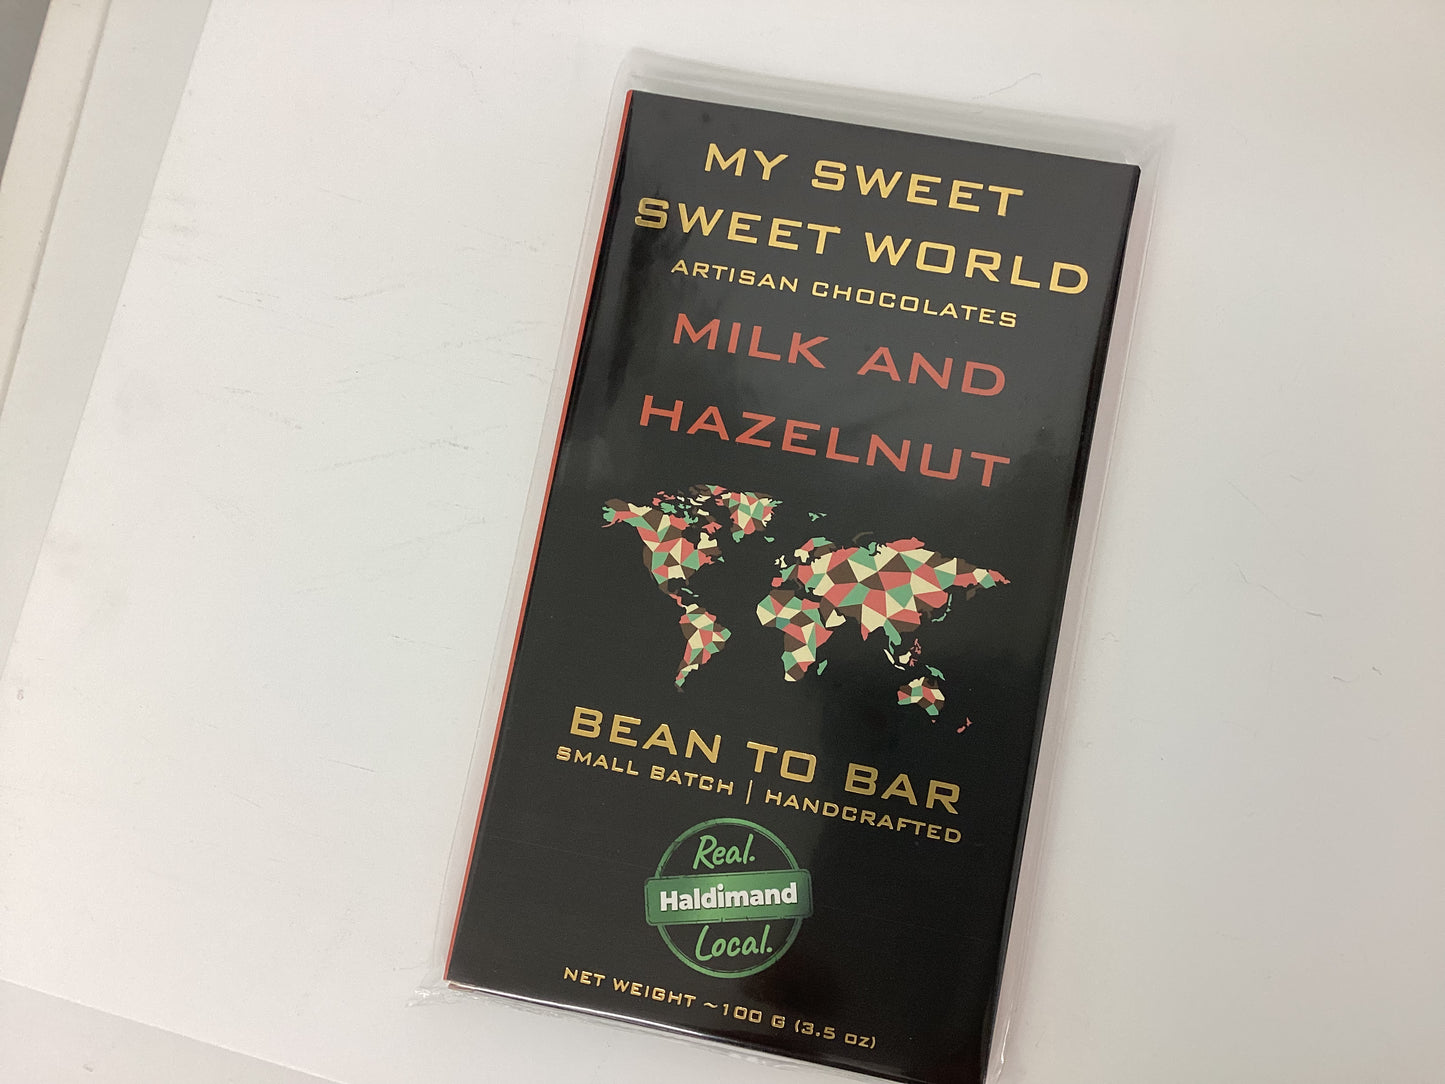 MY SWEET
SWEET WORLD
ARTISAN CHOCOLATES
MILK AND
HAZELNUT
BEAN TO BAR
SMALL BATCH | HANDCRAFTED
Real.
Haldimand
Local.
NET WEIGHT ~100 G (3.5 OZ)